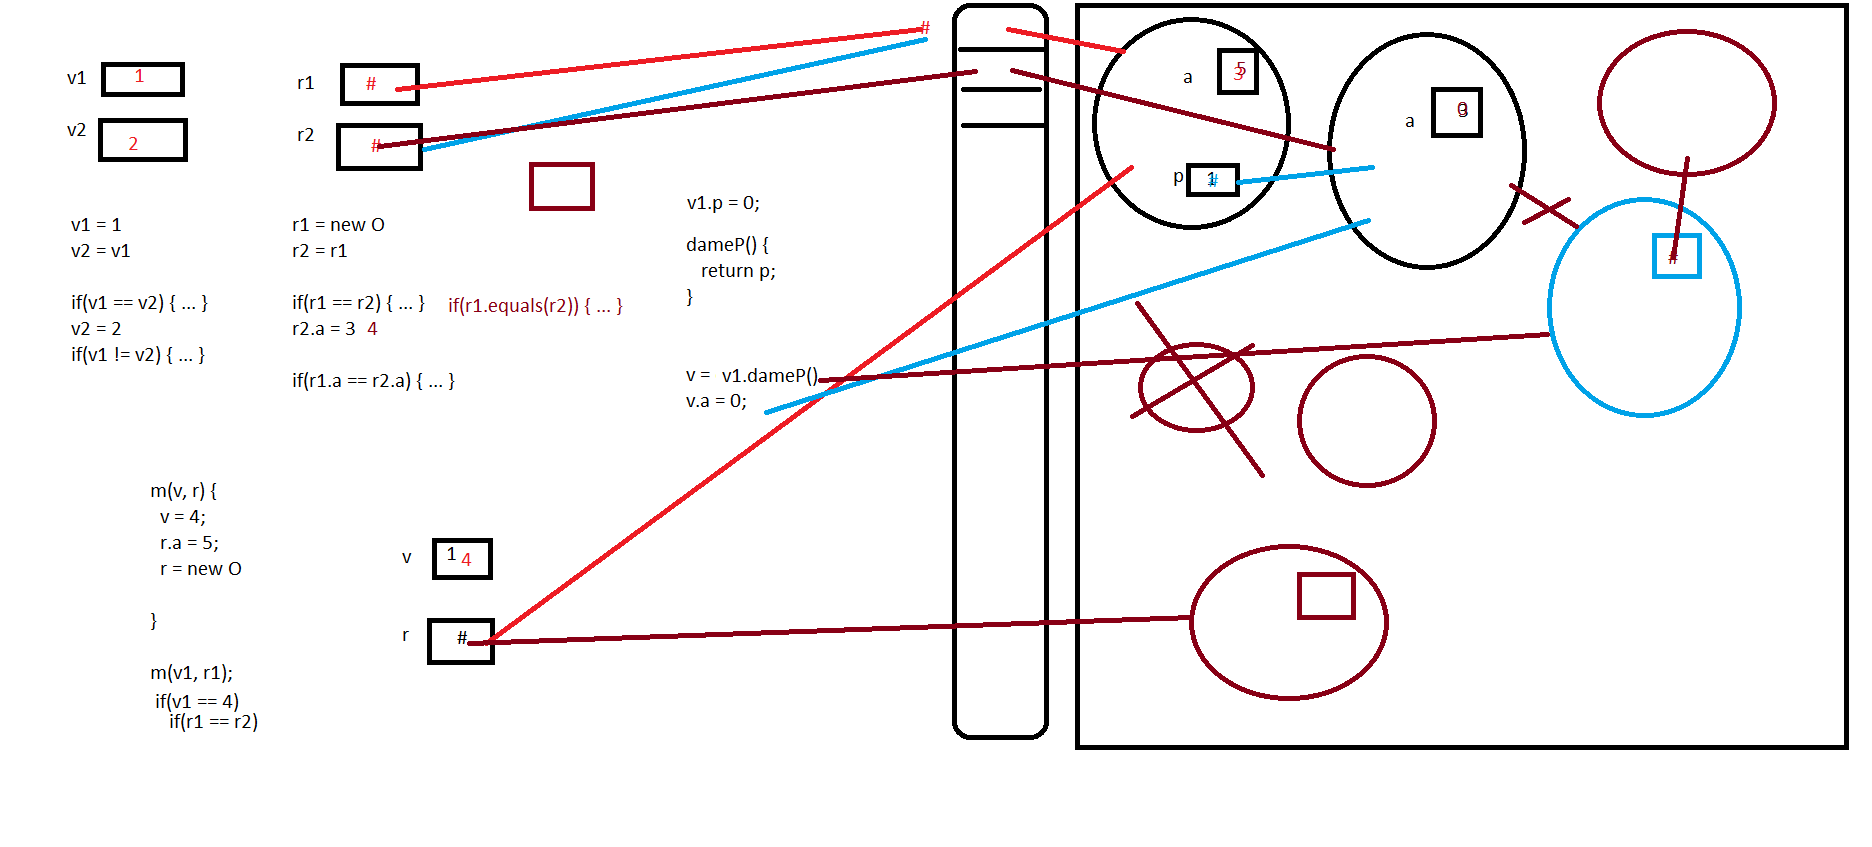 v1 1
v2 2
v1 = 1
v2 = v1
if(v1 == v2) { ... }
v2 = 2
if(v1 != v2) { ... }
r1 #
r2 #
r1 = new O
r2 = r1
if(r1 == r2) { ... } if(r1.equals(r2)) { ... }
r2.a = 3 4
if(r1.a == r2.a) { ... }
v1.p = 0;
dameP() {
return p;
}
v = v1.dameP()
v.a = 0;
m(v, r) {
v = 4;
r.a = 5;
r = new O
}
m(v1, r1);
if(v1 == 4)
if(r1 == r2)
v 1 4
r #
#
a 3 5
p 1 #
a 3 0
#